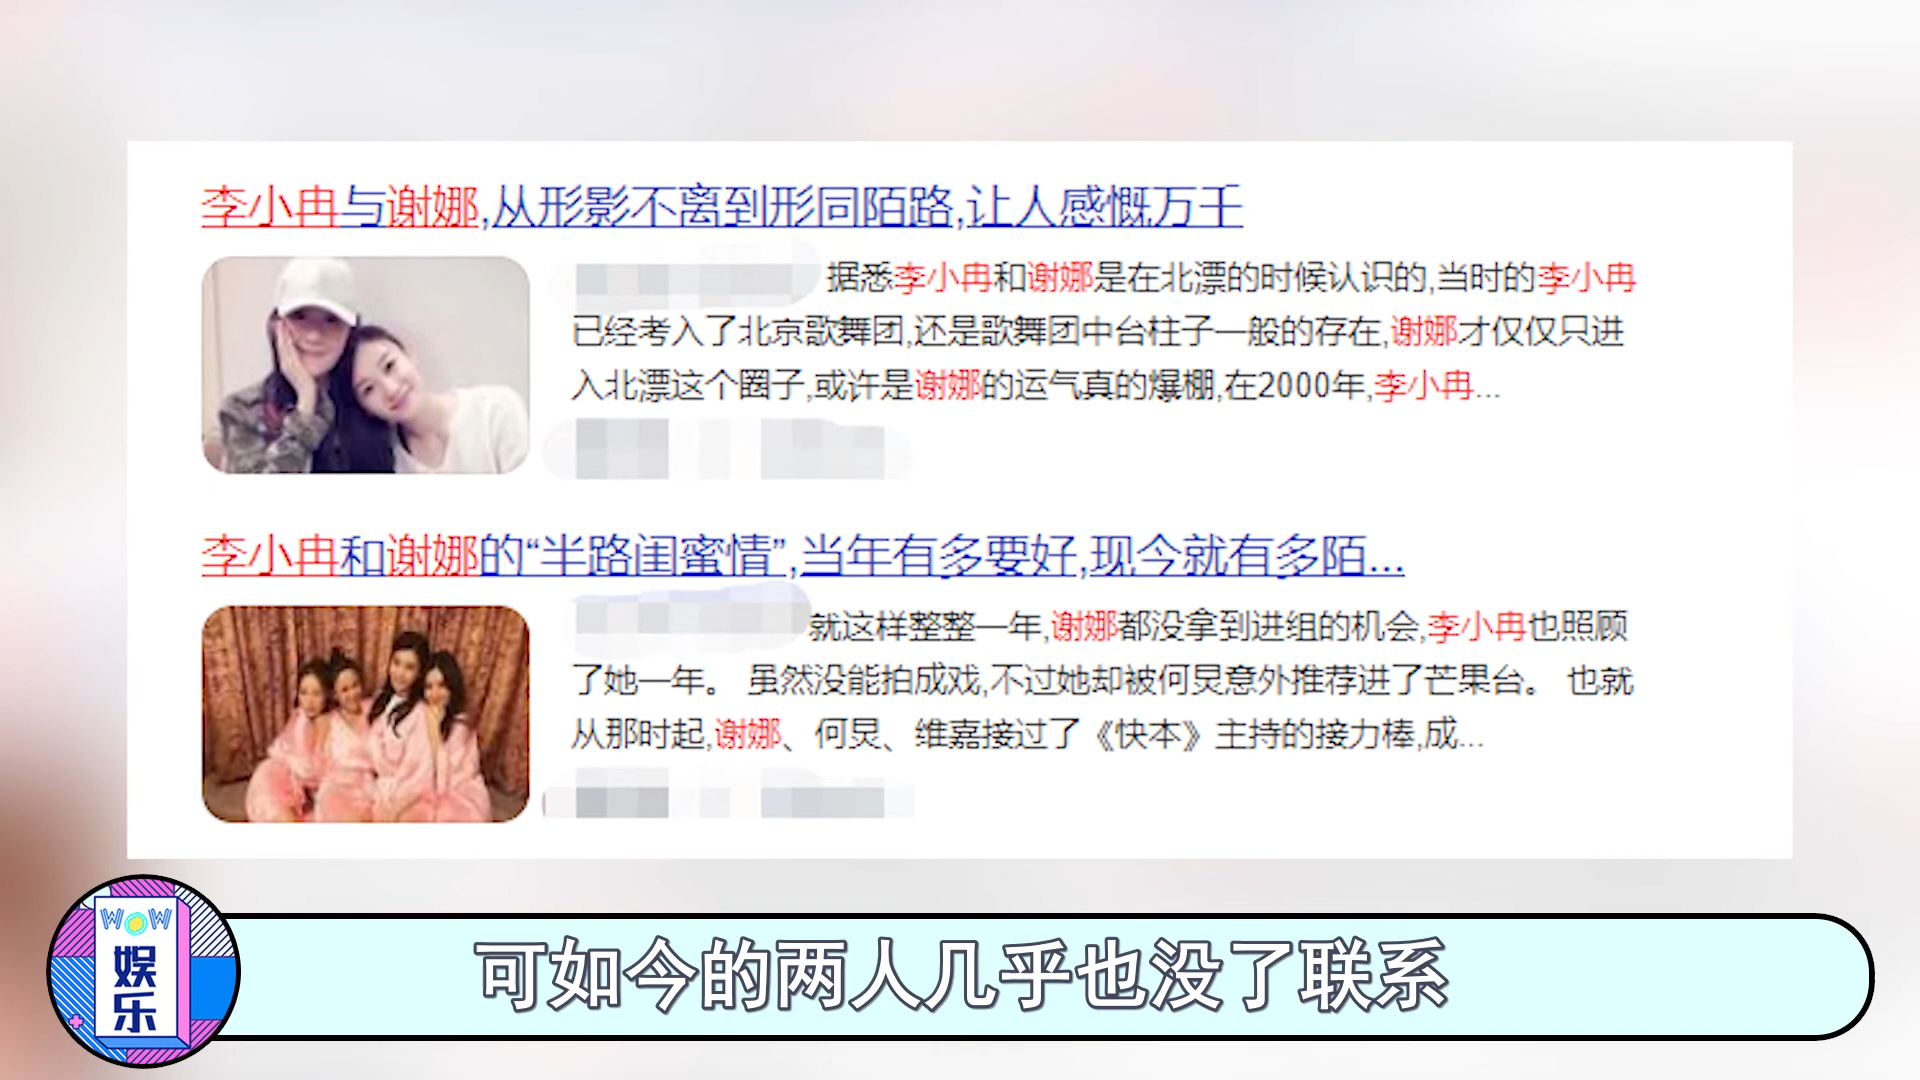 李小冉与谢娜,从形影不离到形同陌路,让人感慨万千
据悉李小冉和谢娜是在北漂的时候认识的,当时的李小冉
已经考入了北京歌舞团,还是歌舞团中台柱子一般的存在,谢娜才仅仅只进
入北漂这个圈子,或许是谢娜的运气真的爆棚,在2000年,李小冉...
李小冉和谢娜的“半路闺蜜情”,当年有多要好,现今就有多陌...
就这样整整一年,谢娜都没拿到进组的机会,李小冉也照顾
了她一年。 虽然没能拍成戏,不过她却被何炅意外推荐进了芒果台。 也就
从那时起,谢娜、何炅、维嘉接过了《快本》主持的接力棒,成...
WOW
娱乐
可如今的两人几乎也没了联系